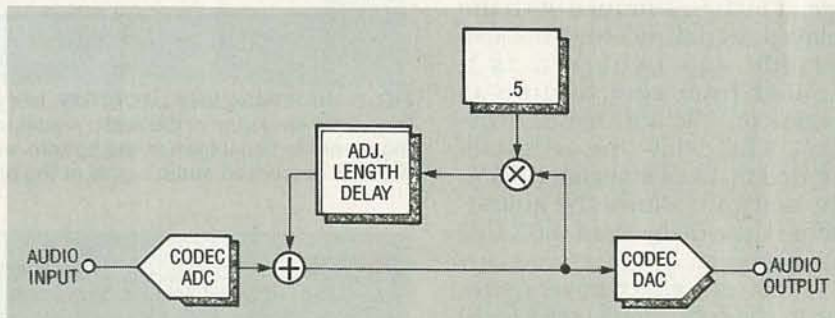 .5
ADJ.
LENGTH
DELAY
×
AUDIO
INPUT
CODEC
ADC
+
CODEC
DAC
AUDIO
OUTPUT